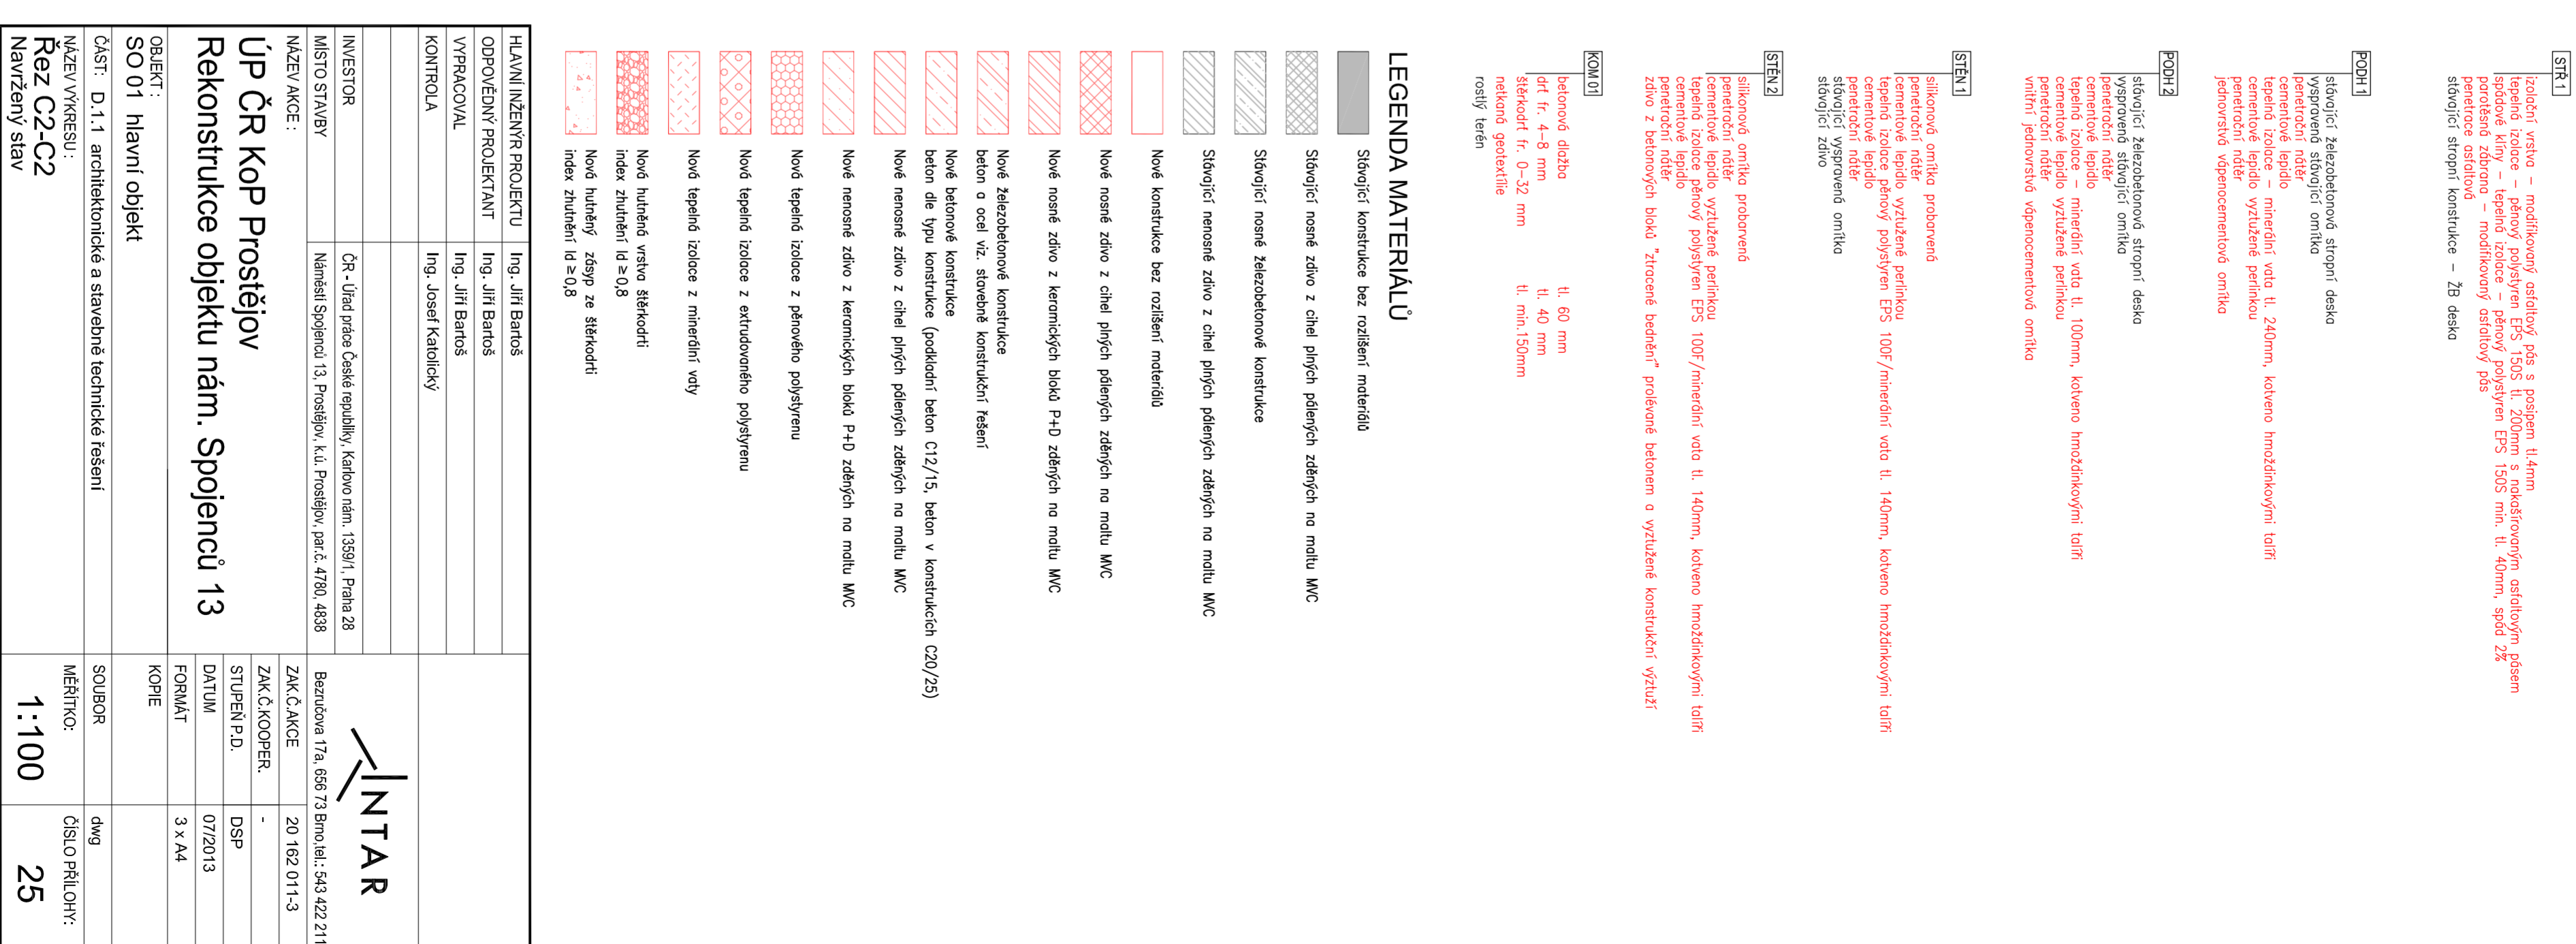 STŘ 1
izolační vrstva – modifikovaný asfaltový pás s posipem tl.4mm
tepelná izolace – pěnový polystyren EPS 150S tl. 200mm s nakašírovaným asfaltovým pásem
spádové klíny – tepelná izolace – pěnový polystyren EPS 150S min. tl. 40mm, spád 2%
parotěsná zábrana – modifikovaný asfaltový pás
penetrace asfaltová
stávající stropní konstrukce – ŽB deska
PODH 1
stávající železobetonová stropní deska
vyspravená stávající omítka
penetrační nátěr
cementové lepidlo
tepelná izolace – minerální vata tl. 240mm, kotveno hmoždinkovými talíři
cementové lepidlo vyztužené perlinkou
penetrační nátěr
jednovrstvá vápenocementová omítka
PODH 2
stávající železobetonová stropní deska
vyspravená stávající omítka
penetrační nátěr
cementové lepidlo
tepelná izolace – minerální vata tl. 100mm, kotveno hmoždinkovými talíři
cementové lepidlo vyztužené perlinkou
penetrační nátěr
vnitřní jednovrstvá vápenocementová omítka
STĚN 1
silikonová omítka probarvená
penetrační nátěr
cementové lepidlo vyztužené perlinkou
tepelná izolace pěnový polystyren EPS 100F/minerální vata tl. 140mm, kotveno hmoždinkovými talíři
cementové lepidlo
penetrační nátěr
stávající vyspravená omítka
stávající zdivo
STĚN 2
silikonová omítka probarvená
penetrační nátěr
cementové lepidlo vyztužené perlinkou
tepelná izolace pěnový polystyren EPS 100F/minerální vata tl. 140mm, kotveno hmoždinkovými talíři
cementové lepidlo
penetrační nátěr
zdivo z betonových bloků "ztracené bednění" prolévané betonem a vyztužené konstrukční výztuží
KOM 01
betonová dlažba tl. 60 mm
drť fr. 4–8 mm tl. 40 mm
štěrkodrť fr. 0–32 mm tl. min.150mm
netkaná geotextílie
rostlý terén
LEGENDA MATERIÁLŮ
Stávající konstrukce bez rozlišení materiálů
Stávající nosné zdivo z cihel plných pálených zděných na maltu MVC
Stávající nosné železobetonové konstrukce
Stávající nenosné zdivo z cihel plných pálených zděných na maltu MVC
Nové konstrukce bez rozlišení materiálů
Nové nosné zdivo z cihel plných pálených zděných na maltu MVC
Nové nosné zdivo z keramických bloků P+D zděných na maltu MVC
Nové železobetonové konstrukce
beton a ocel viz. stavebně konstrukční řešení
Nové betonové konstrukce
beton dle typu konstrukce (podkladní beton C12/15, beton v konstrukcích C20/25)
Nové nenosné zdivo z cihel plných pálených zděných na maltu MVC
Nové nenosné zdivo z keramických bloků P+D zděných na maltu MVC
Nová tepelná izolace z pěnového polystyrenu
Nová tepelná izolace z extrudovaného polystyrenu
Nová tepelná izolace z minerální vaty
Nová hutněná vrstva štěrkodrti
index zhutnění Id ≥ 0,8
Nový hutněný zásyp ze štěrkodrti
index zhutnění Id ≥ 0,8
HLAVNÍ INŽENÝR PROJEKTU Ing. Jiří Bartoš
ODPOVĚDNÝ PROJEKTANT Ing. Jiří Bartoš
VYPRACOVAL Ing. Jiří Bartoš
KONTROLA Ing. Josef Katolický
INVESTOR ČR - Úřad práce České republiky, Karlovo nám. 1359/1, Praha 28
MÍSTO STAVBY Náměstí Spojenců 13, Prostějov, k.ú. Prostějov, par.č. 4780, 4838
INTAR
Bezručova 17a, 656 73 Brno,tel.: 543 422 211
NÁZEV AKCE :
ÚP ČR KoP Prostějov
Rekonstrukce objektu nám. Spojenců 13
ZAK.Č.AKCE 20 162 0111-3
ZAK.Č.KOOPER. -
STUPEŇ P.D. DSP
DATUM 07/2013
FORMÁT 3 x A4
OBJEKT :
SO 01 hlavní objekt
KOPIE
ČÁST: D.1.1 architektonické a stavebně technické řešení
SOUBOR dwg
NÁZEV VÝKRESU :
Řez C2-C2
Navržený stav
MĚŘÍTKO:
1:100
ČÍSLO PŘÍLOHY:
25